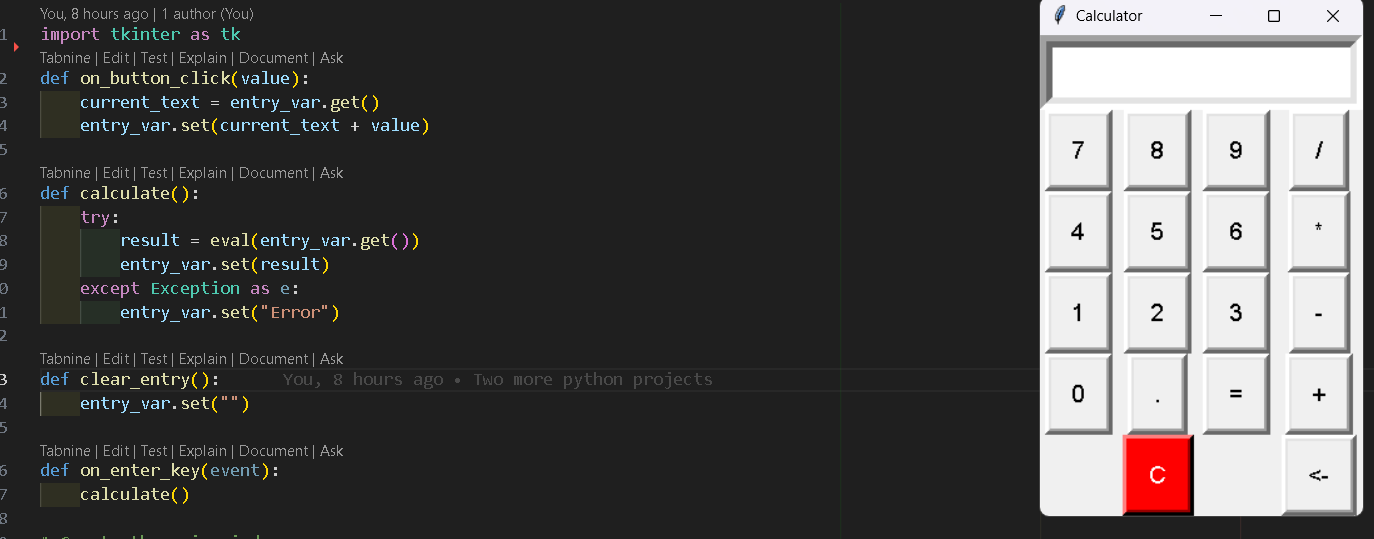 You, 8 hours ago | 1 author (You)
1 import tkinter as tk
Tabnine | Edit | Test | Explain | Document | Ask
2 def on_button_click(value):
3 current_text = entry_var.get()
4 entry_var.set(current_text + value)
5
Tabnine | Edit | Test | Explain | Document | Ask
6 def calculate():
7 try:
8 result = eval(entry_var.get())
9 entry_var.set(result)
0 except Exception as e:
1 entry_var.set("Error")
2
Tabnine | Edit | Test | Explain | Document | Ask
3 def clear_entry(): You, 8 hours ago • Two more python projects
4 entry_var.set("")
5
Tabnine | Edit | Test | Explain | Document | Ask
6 def on_enter_key(event):
7 calculate()
8
Calculator
7 8 9 /
4 5 6 *
1 2 3 -
0 . = +
C <-